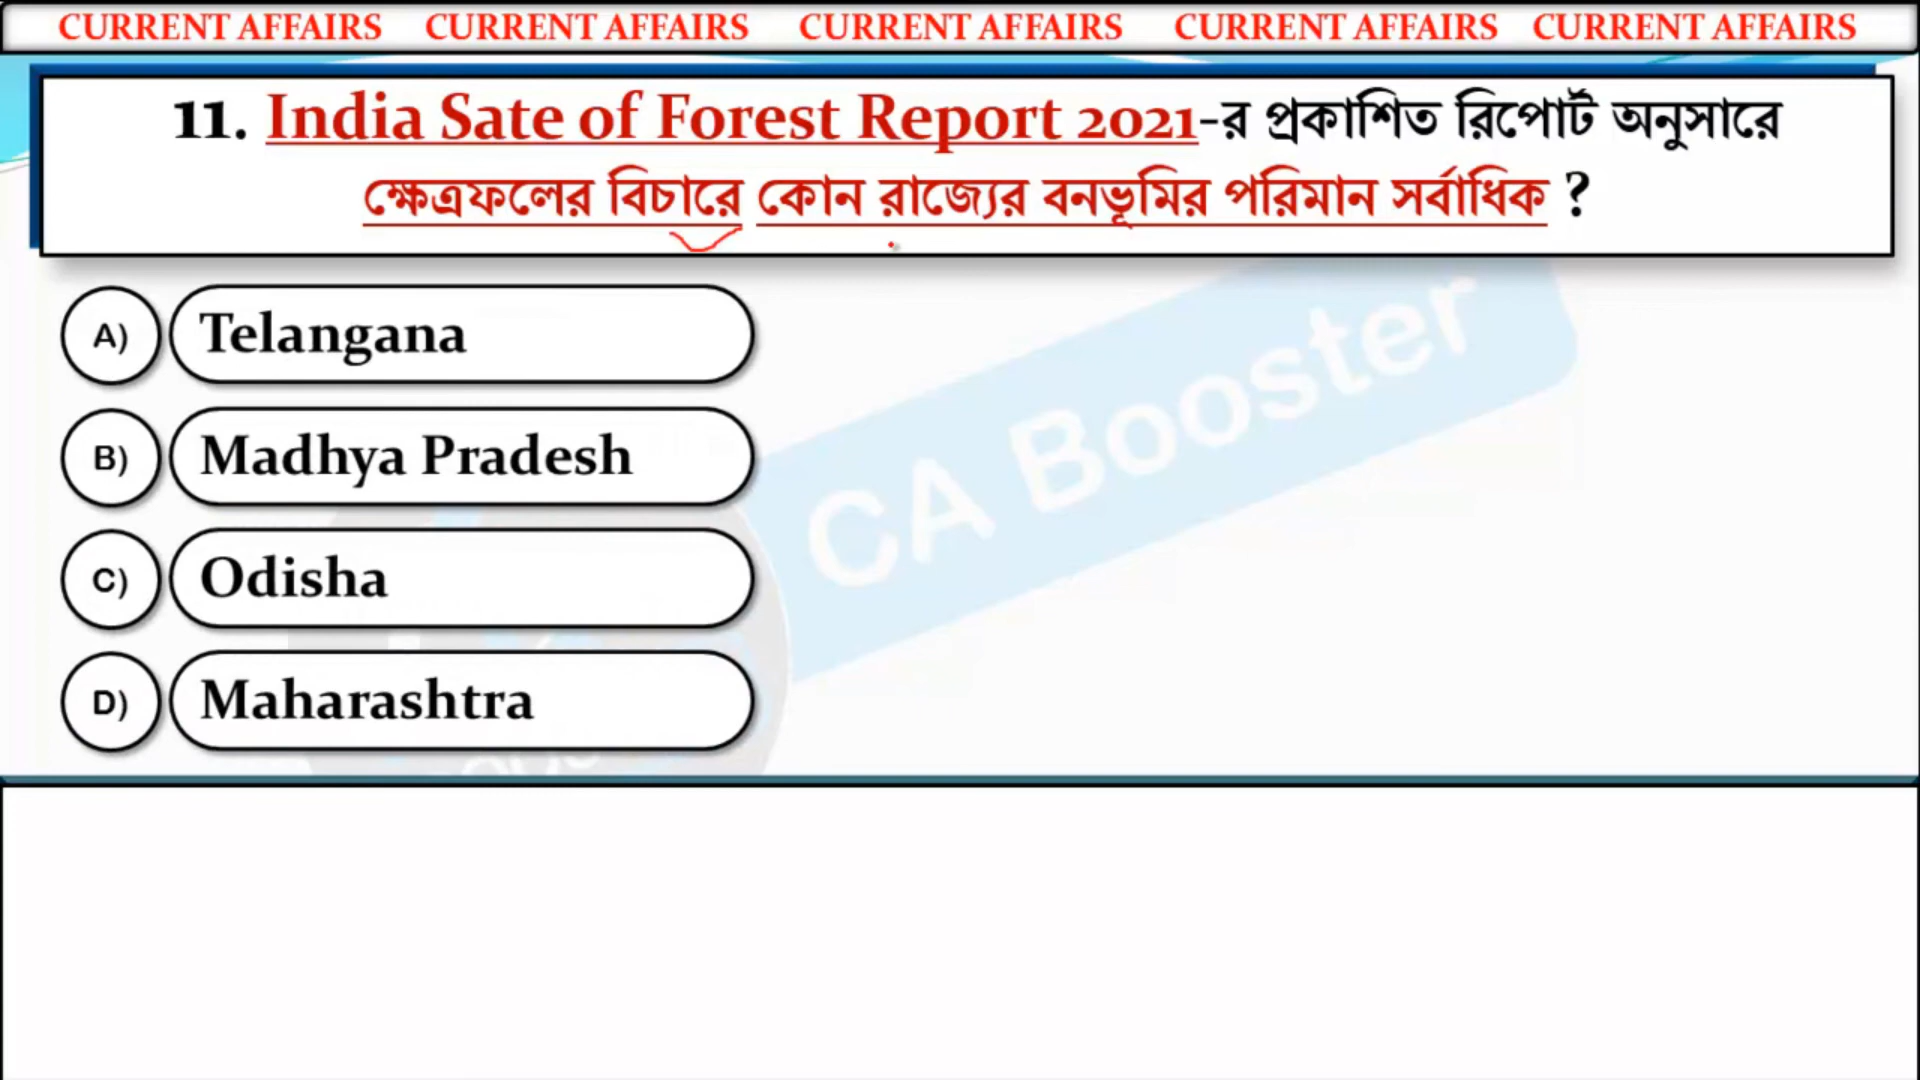 CURRENT AFFAIRS CURRENT AFFAIRS CURRENT AFFAIRS CURRENT AFFAIRS CURRENT AFFAIRS
11. India Sate of Forest Report 2021-র প্রকাশিত রিপোর্ট অনুসারে
ক্ষেত্রফলের বিচারে কোন রাজ্যের বনভূমির পরিমান সর্বাধিক ?
A) Telangana
B) Madhya Pradesh
C) Odisha
D) Maharashtra
CA Booster